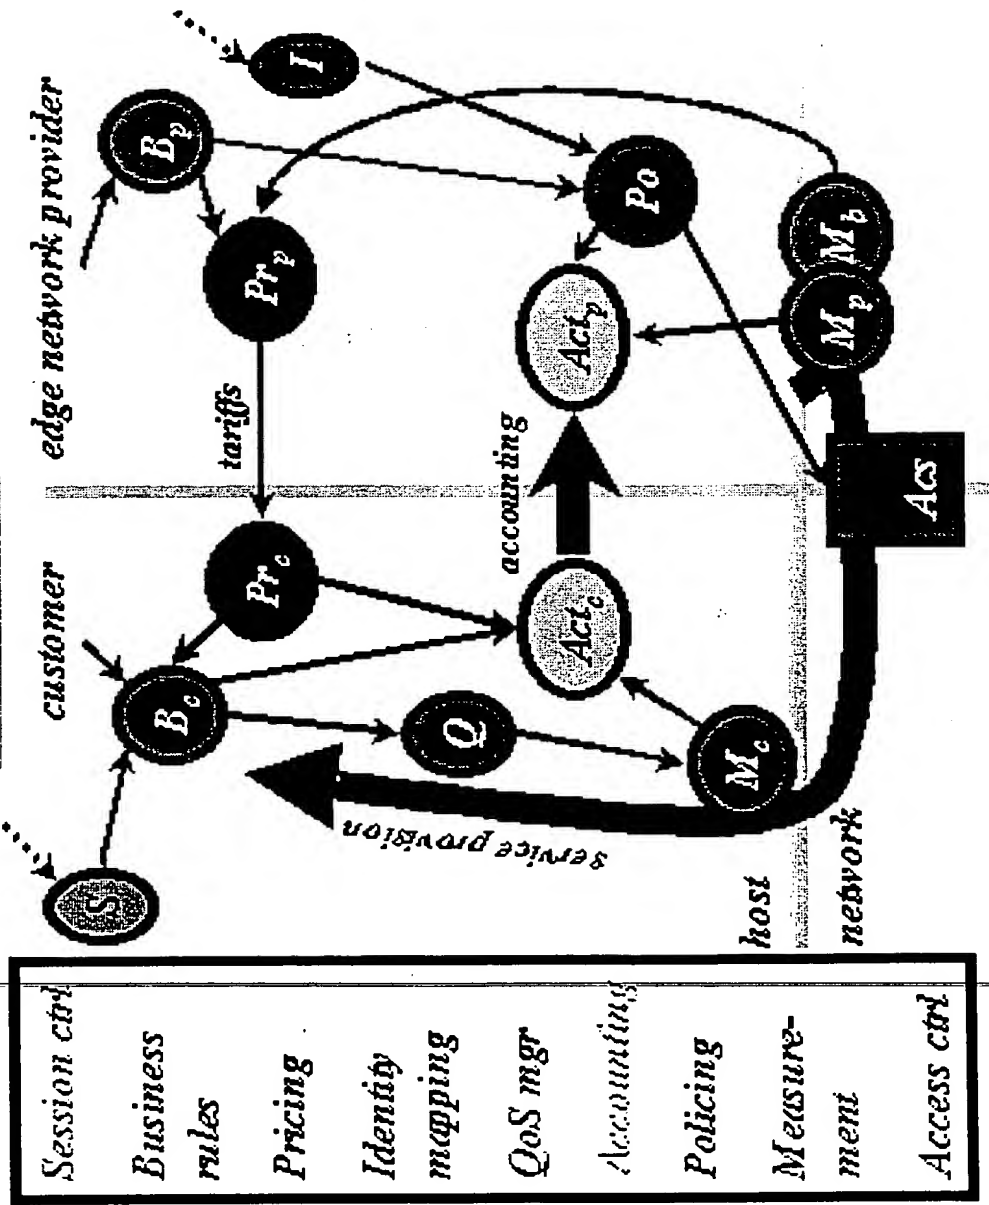 Session ctrl
Business
rules
Pricing
Identity
mapping
QoS mgr
Accounting
Policing
Measure-
ment
Access ctrl
customer
edge network provider
S
B_c
Pr_c
tariffs
Pr_p
B_p
I
Q
service provision
accounting
Act_c
Act_p
Po
M_c
M_p
M_b
host
network
Acs